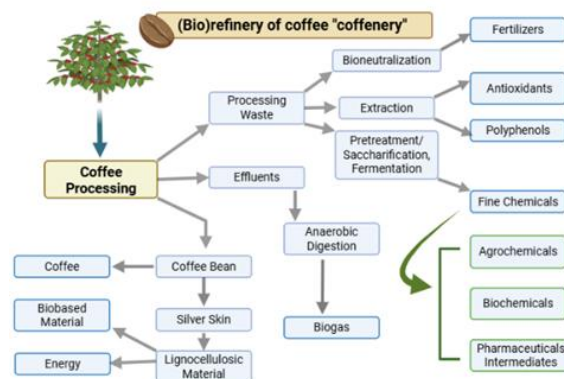 (Bio)refinery of coffee "coffenery"
Fertilizers
Bioneutralization
Antioxidants
Processing
Waste
Extraction
Polyphenols
Pretreatment/
Saccharification,
Fermentation
Coffee
Processing
Effluents
Fine Chemicals
Anaerobic
Digestion
Agrochemicals
Coffee
Coffee Bean
Biobased
Material
Silver Skin
Biogas
Biochemicals
Energy
Lignocellulosic
Material
Pharmaceuticals
Intermediates